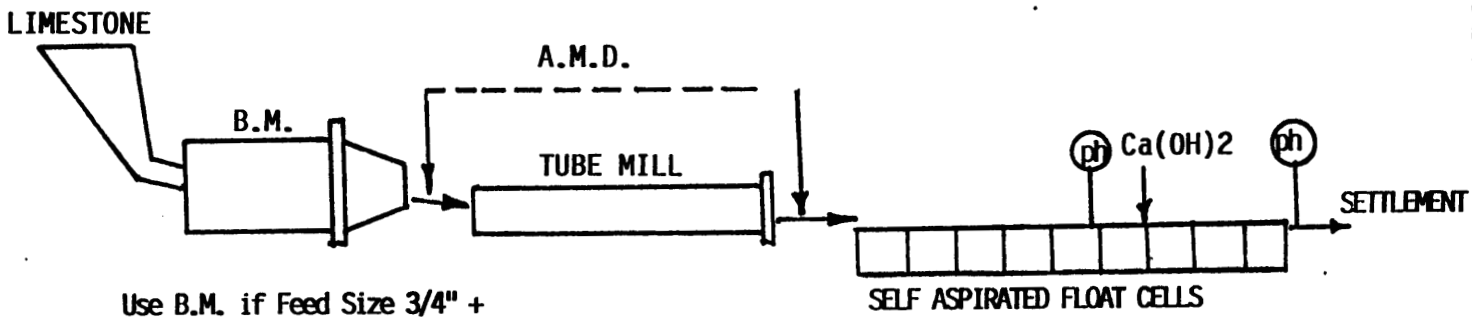 LIMESTONE
A.M.D.
B.M.
TUBE MILL
ph
Ca(OH)2
ph
SETTLEMENT
SELF ASPIRATED FLOAT CELLS
Use B.M. if Feed Size 3/4" +